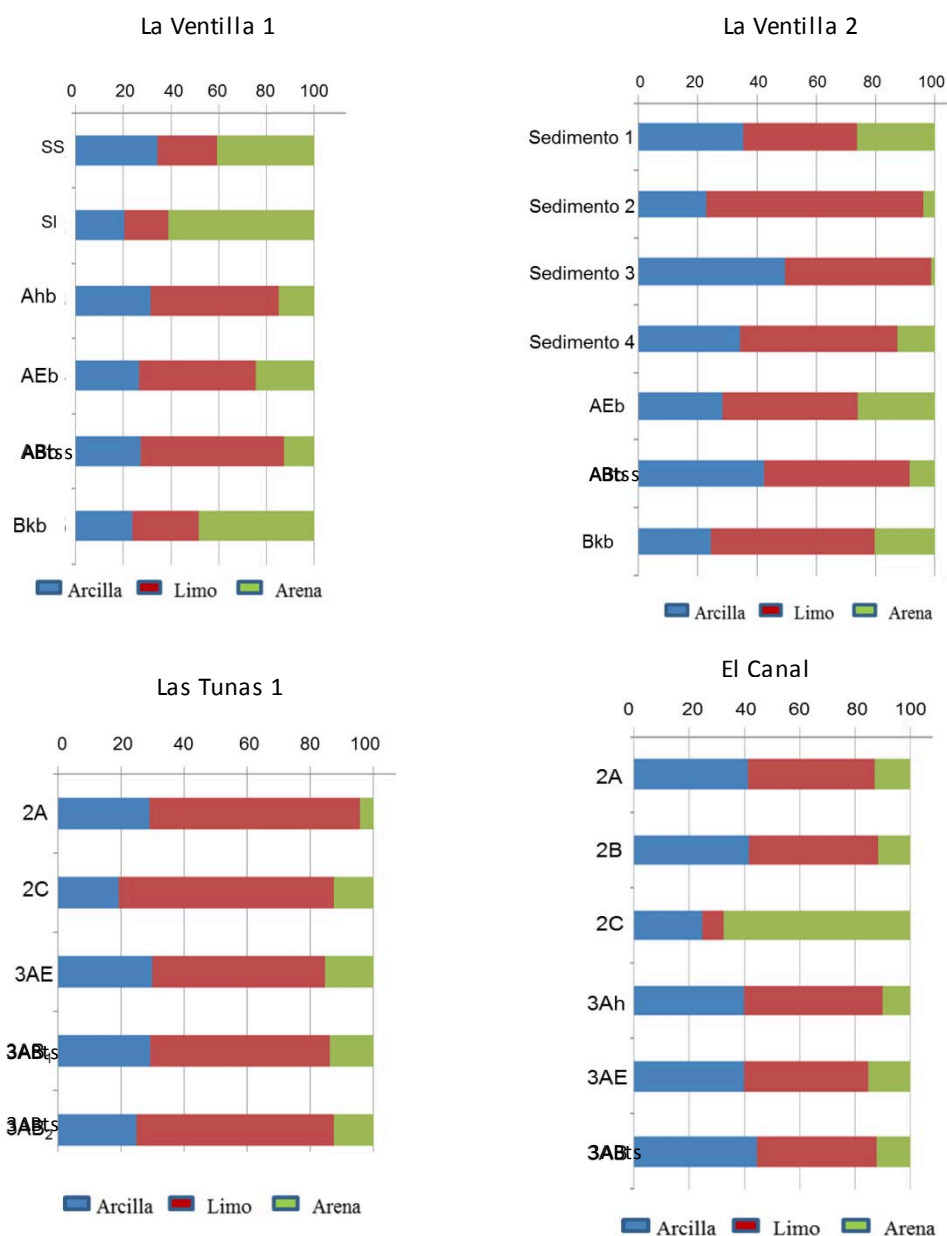 La Ventilla 1
0 20 40 60 80 100
SS
SI
Ahb
AEb
Bkb
Arcilla Limo Arena
La Ventilla 2
0 20 40 60 80 100
Sedimento 1
Sedimento 2
Sedimento 3
Sedimento 4
AEb
Bkb
Arcilla Limo Arena
Las Tunas 1
0 20 40 60 80 100
2A
2C
3AE
Arcilla Limo Arena
El Canal
0 20 40 60 80 100
2A
2B
2C
3Ah
3AE
Arcilla Limo Arena